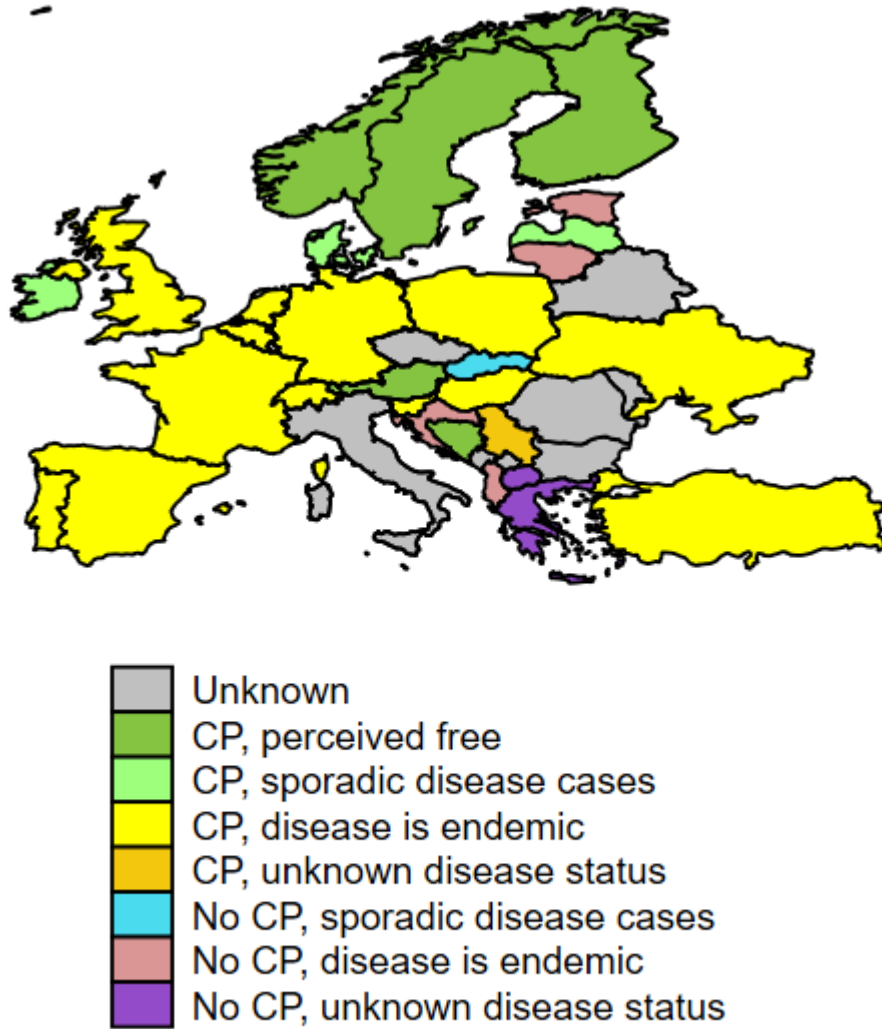 Unknown
CP, perceived free
CP, sporadic disease cases
CP, disease is endemic
CP, unknown disease status
No CP, sporadic disease cases
No CP, disease is endemic
No CP, unknown disease status